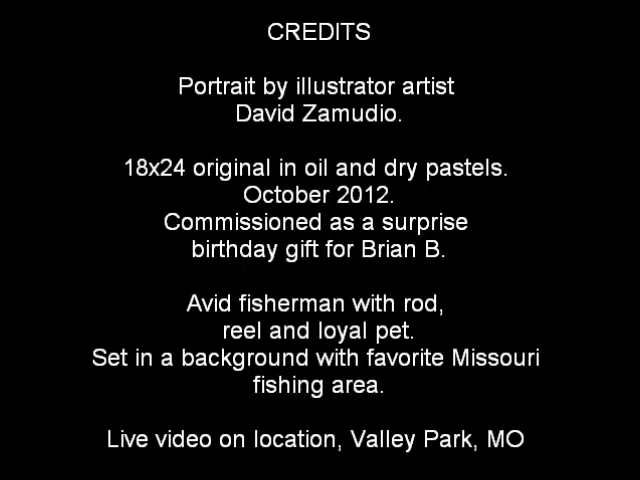 CREDITS
Portrait by illustrator artist
David Zamudio.
18x24 original in oil and dry pastels.
October 2012.
Commissioned as a surprise
birthday gift for Brian B.
Avid fisherman with rod,
reel and loyal pet.
Set in a background with favorite Missouri
fishing area.
Live video on location, Valley Park, MO